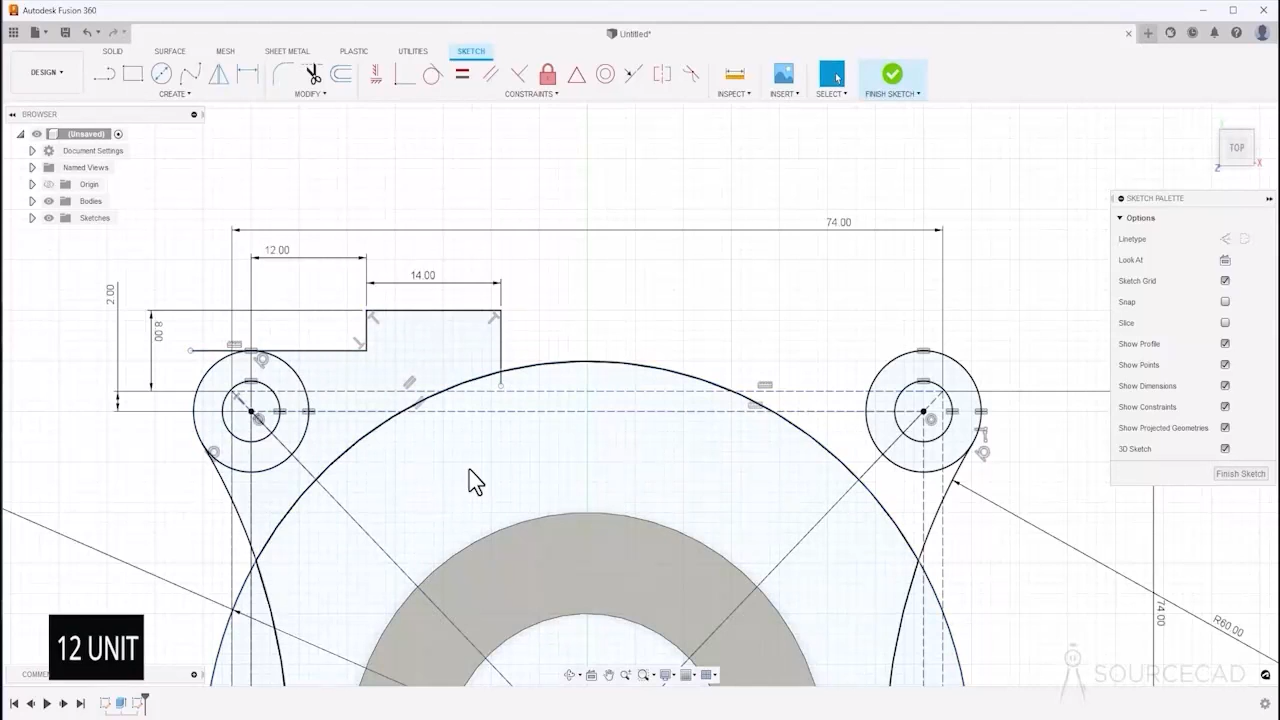 Autodesk Fusion 360
Untitled*
SOLID SURFACE MESH SHEET METAL PLASTIC UTILITIES SKETCH
DESIGN
CREATE MODIFY CONSTRAINTS INSPECT INSERT SELECT FINISH SKETCH
BROWSER
(Unsaved)
Document Settings
Named Views
Origin
Bodies
Sketches
TOP
X
Z
SKETCH PALETTE
Options
Linetype
Look At
Sketch Grid
Snap
Slice
Show Profile
Show Points
Show Dimensions
Show Constraints
Show Projected Geometries
3D Sketch
Finish Sketch
74.00
12.00
14.00
2.00
8.00
74.00
R60.00
12 UNIT
COMME
SOURCECAD